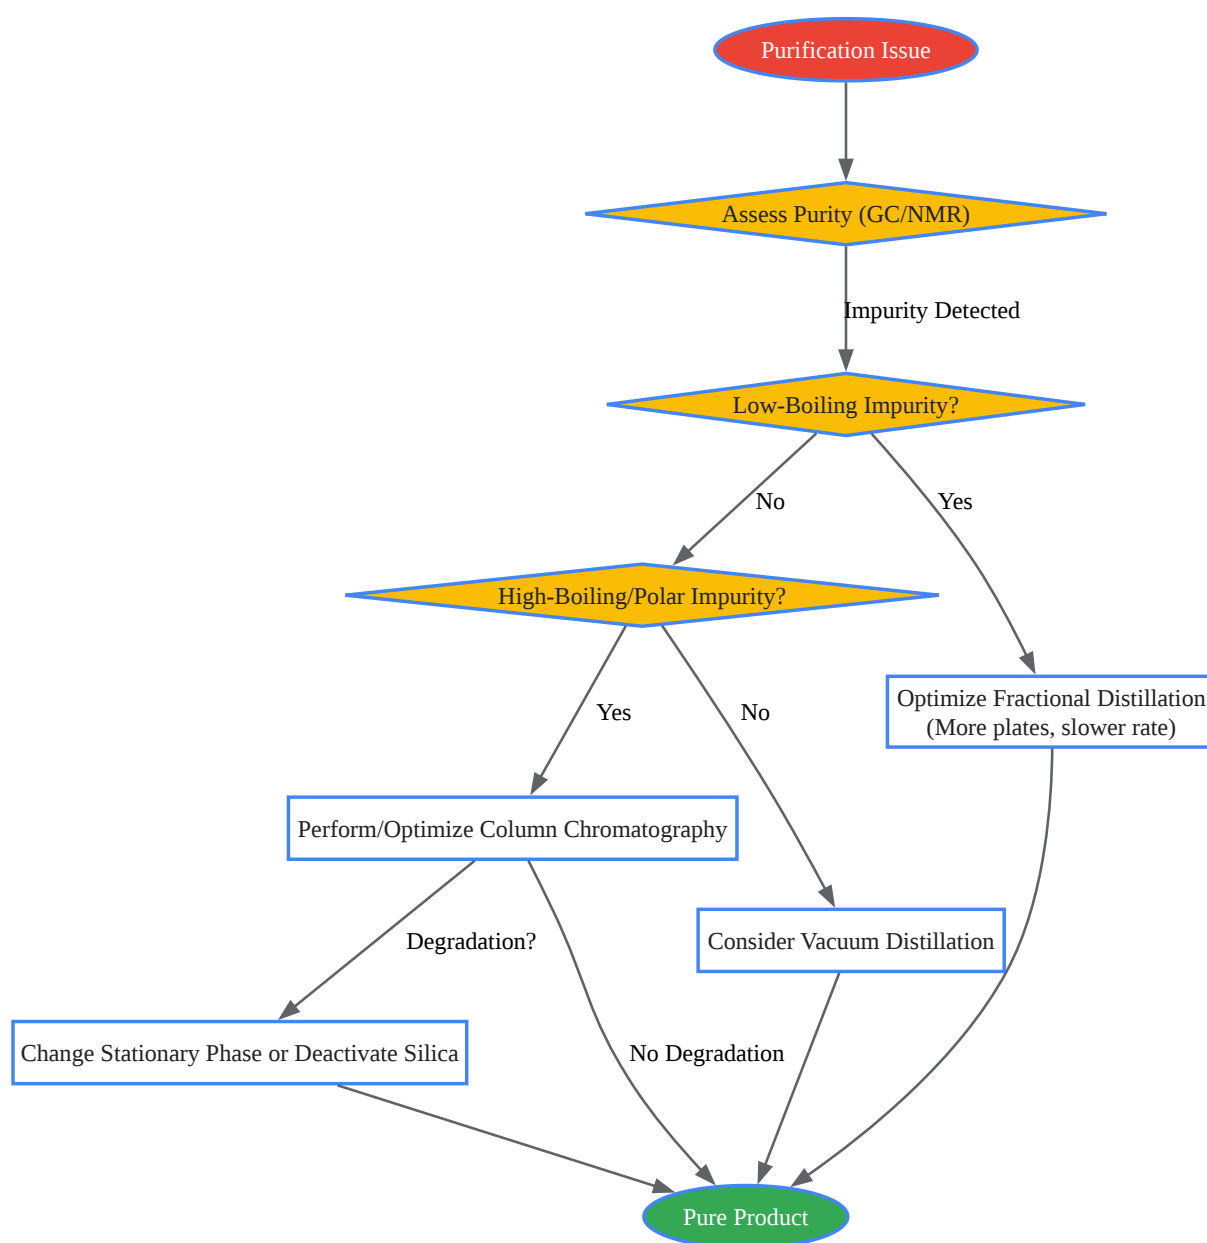 Purification Issue
Assess Purity (GC/NMR)
Impurity Detected
Low-Boiling Impurity?
No
Yes
High-Boiling/Polar Impurity?
Optimize Fractional Distillation
(More plates, slower rate)
Yes
No
Perform/Optimize Column Chromatography
Degradation?
Consider Vacuum Distillation
Change Stationary Phase or Deactivate Silica
No Degradation
Pure Product